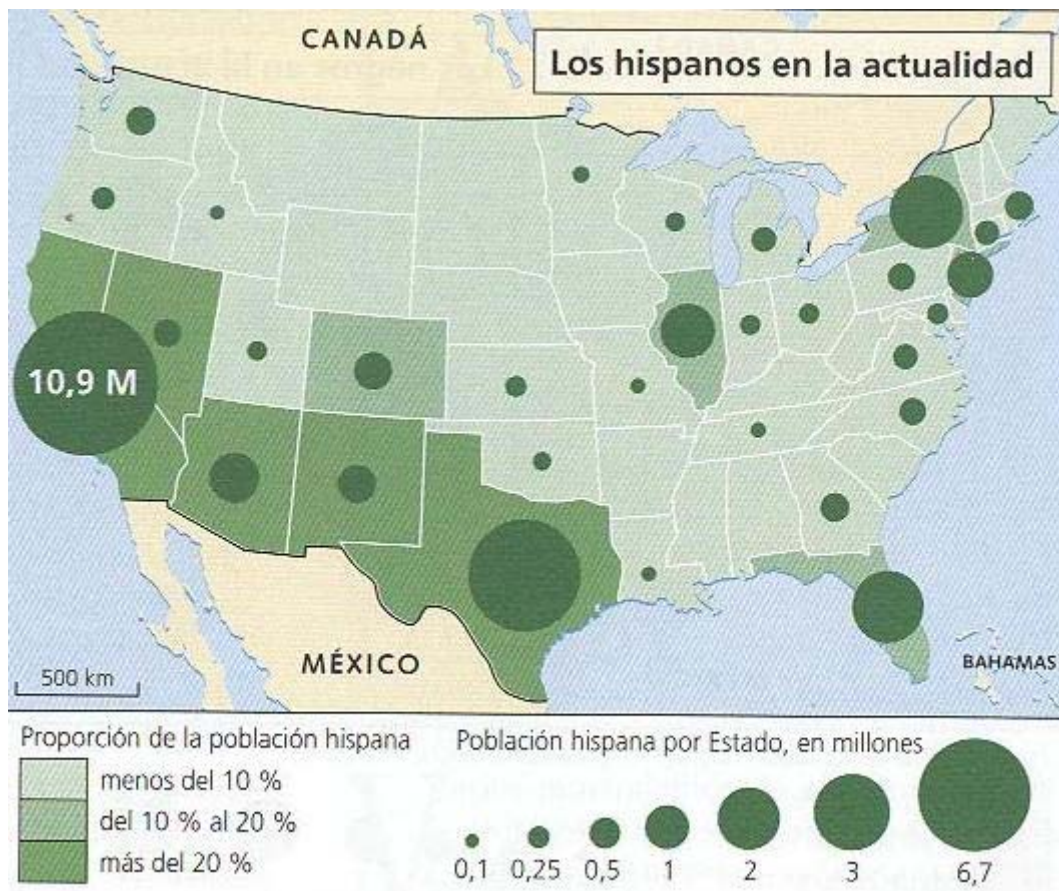 CANADÁ
Los hispanos en la actualidad
10,9 M
MÉXICO
BAHAMAS
500 km
Proporción de la población hispana
menos del 10 %
del 10 % al 20 %
más del 20 %
Población hispana por Estado, en millones
0,1 0,25 0,5 1 2 3 6,7